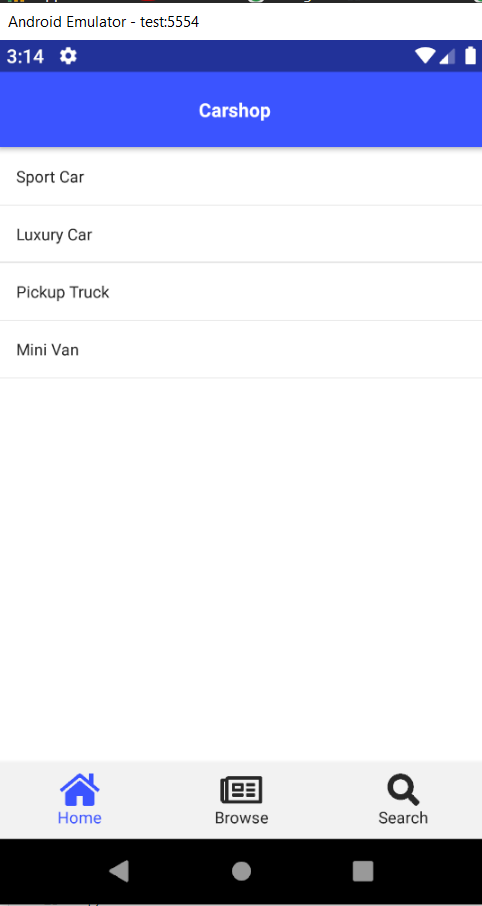 Android Emulator - test:5554
3:14
Carshop
Sport Car
Luxury Car
Pickup Truck
Mini Van
Home Browse Search